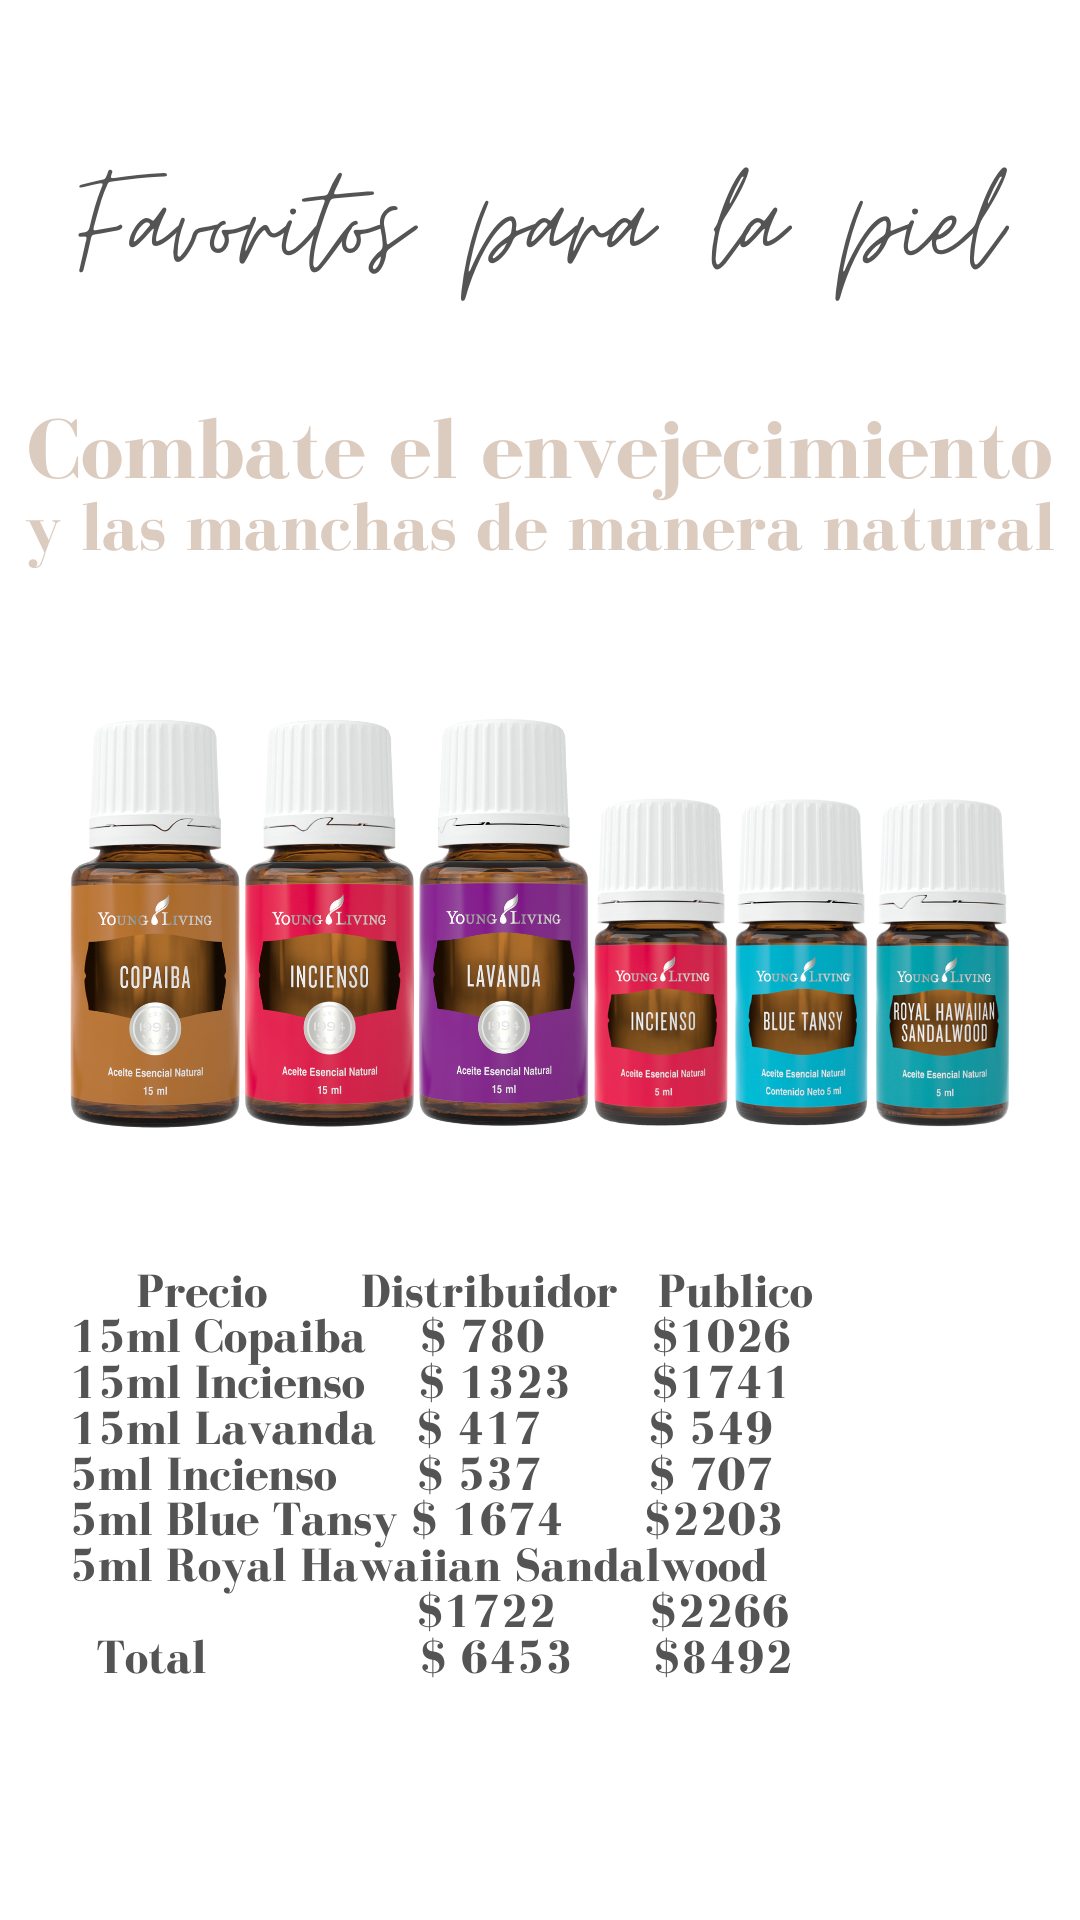 Favoritos para la piel
Combate el envejecimiento
y las manchas de manera natural
YOUNG LIVING
COPAIBA
1994
Aceite Esencial Natural
15 ml
YOUNG LIVING
INCIENSO
1994
Aceite Esencial Natural
15 ml
YOUNG LIVING
LAVANDA
1994
Aceite Esencial Natural
15 ml
YOUNG LIVING
INCIENSO
Aceite Esencial Natural
5 ml
YOUNG LIVING
BLUE TANSY
Aceite Esencial Natural
Contenido Neto 5 ml
YOUNG LIVING
ROYAL HAWAIIAN
SANDALWOOD
Aceite Esencial Natural
5 ml
Precio Distribuidor Publico
15ml Copaiba $ 780 $1026
15ml Incienso $ 1323 $1741
15ml Lavanda $ 417 $ 549
5ml Incienso $ 537 $ 707
5ml Blue Tansy $ 1674 $2203
5ml Royal Hawaiian Sandalwood
$1722 $2266
Total $ 6453 $8492